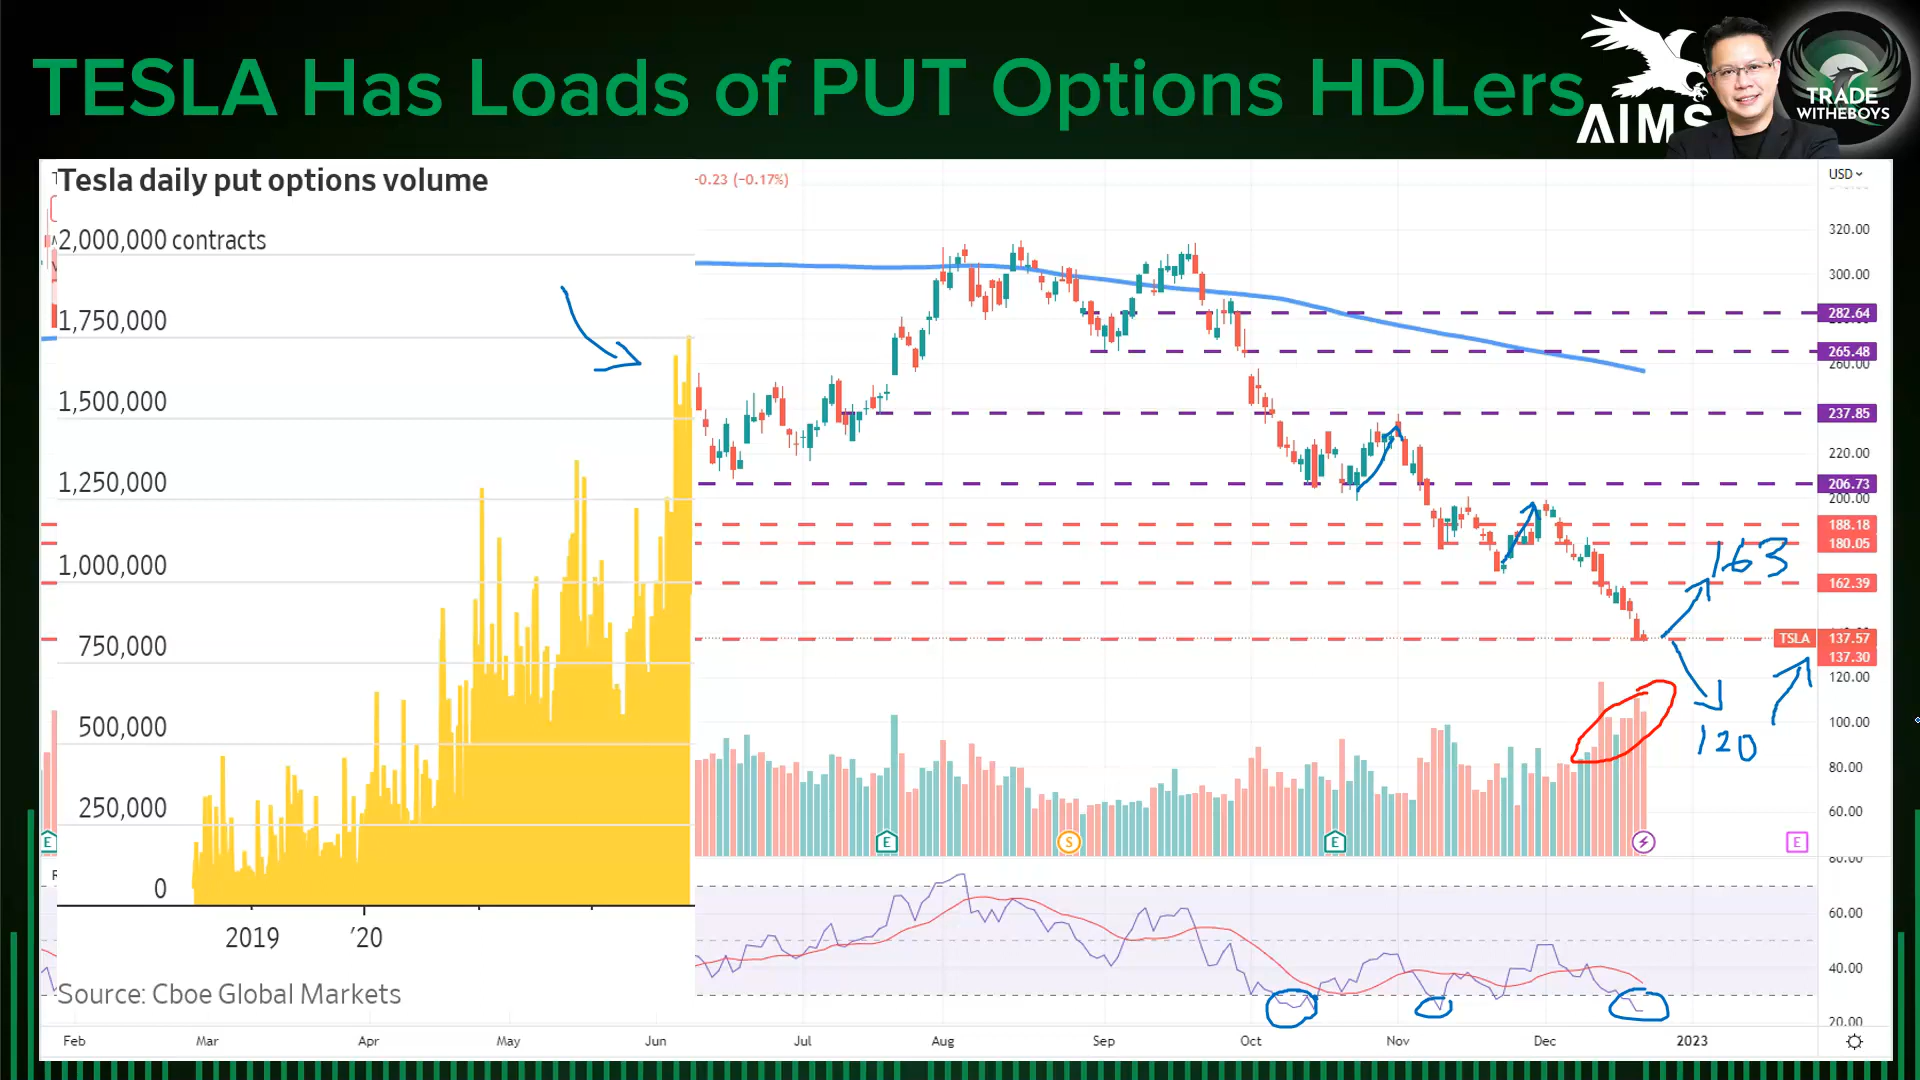 TESLA Has Loads of PUT Options HDLers
AIMS
TRADE
WITHEBOYS
Tesla daily put options volume
-0.23 (−0.17%)
USD
2,000,000 contracts
1,750,000
1,500,000
1,250,000
1,000,000
750,000
500,000
250,000
0
2019
'20
Source: Cboe Global Markets
320.00
300.00
282.64
265.48
260.00
237.85
220.00
206.73
200.00
188.18
180.05
163
162.39
TSLA
137.57
137.30
120.00
120
100.00
80.00
60.00
E
E
S
E
E
80.00
60.00
40.00
20.00
Feb
Mar
Apr
May
Jun
Jul
Aug
Sep
Oct
Nov
Dec
2023